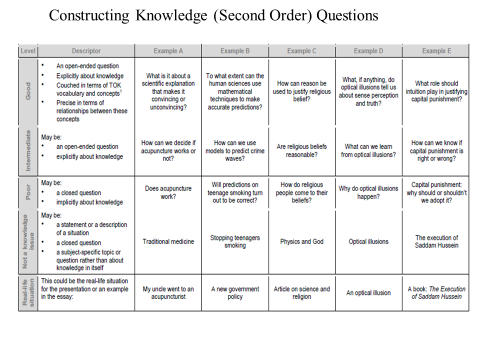 Constructing Knowledge (Second Order) Questions
Level Descriptor Example A Example B Example C Example D Example E
Good
• An open-ended question
• Explicitly about knowledge
• Couched in terms of TOK
vocabulary and concepts
• Precise in terms of
relationships between these
concepts
What is it about a
scientific explanation
that makes it
convincing or
unconvincing?
To what extent can the
human sciences use
mathematical
techniques to make
accurate predictions?
How can reason be
used to justify religious
belief?
What, if anything, do
optical illusions tell us
about sense perception
and truth?
What role should
intuition play in justifying
capital punishment?
Intermediate
May be:
• an open-ended question
• explicitly about knowledge
How can we decide if
acupuncture works or
not?
How can we use
models to predict crime
waves?
Are religious beliefs
reasonable?
What can we learn
from optical illusions?
How can we know if
capital punishment is
right or wrong?
Poor
May be:
• a closed question
• implicitly about knowledge
Does acupuncture
work?
Will predictions on
teenage smoking turn
out to be correct?
How do religious
people come to their
beliefs?
Why do optical illusions
happen?
Capital punishment:
why should or shouldn't
we adopt it?
Not a knowledge
issue
May be:
• a statement or a description
of a situation
• a closed question
• a subject-specific topic or
question rather than about
knowledge in itself
Traditional medicine
Stopping teenagers
smoking
Physics and God
Optical illusions
The execution of
Saddam Hussein
Real-life
situation
This could be the real-life situation
for the presentation or an example
in the essay:
My uncle went to an
acupuncturist
A new government
policy
Article on science and
religion
An optical illusion
A book: The Execution
of Saddam Hussein